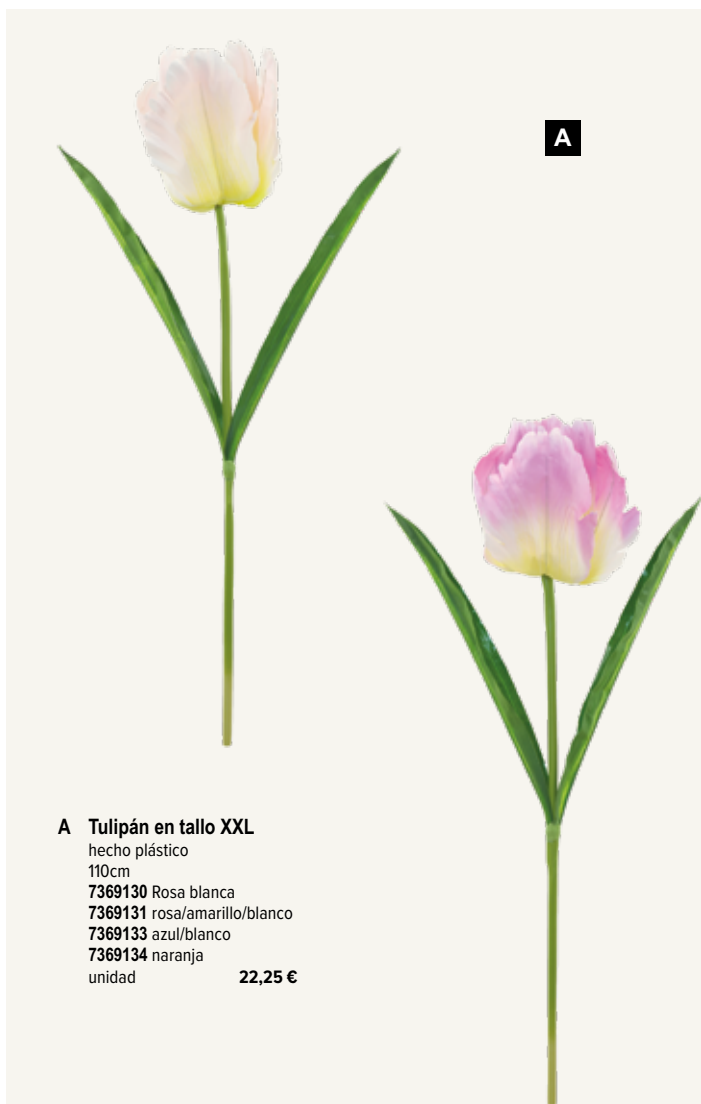 A
A Tulipán en tallo XXL
hecho plástico
110cm
7369130 Rosa blanca
7369131 rosa/amarillo/blanco
7369133 azul/blanco
7369134 naranja
unidad 22,25 €